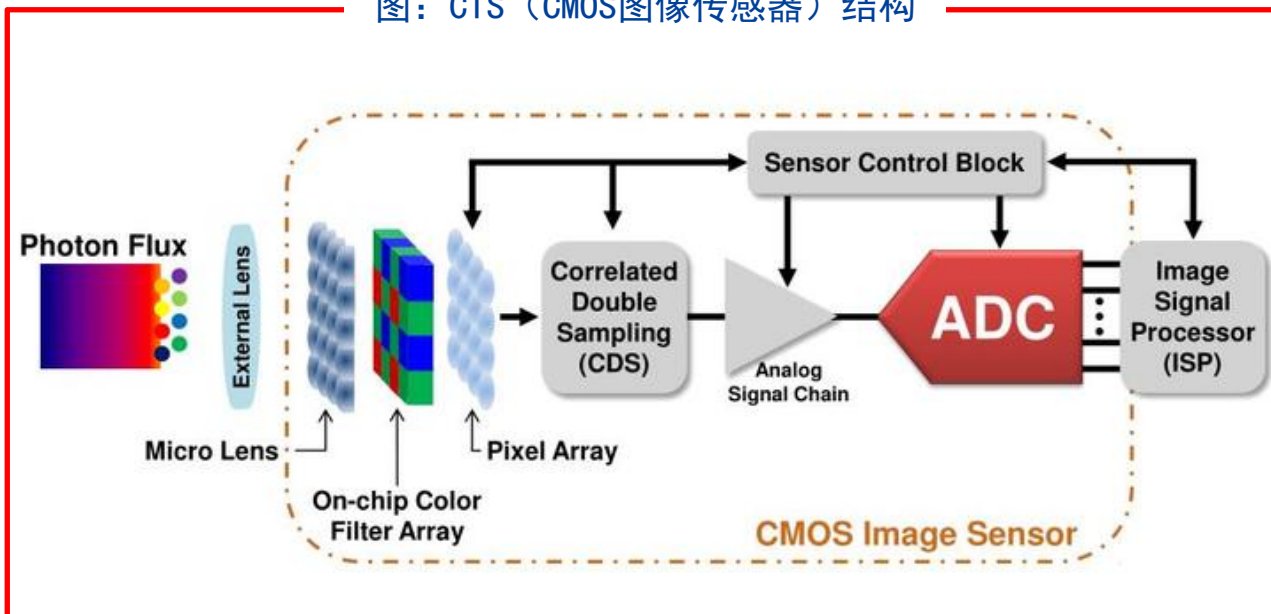 图：CIS（CMOS图像传感器）结构
Sensor Control Block
Photon Flux
External Lens
Correlated
Double
Sampling
(CDS)
Analog
Signal Chain
ADC
Image
Signal
Processor
(ISP)
Micro Lens
Pixel Array
On-chip Color
Filter Array
CMOS Image Sensor